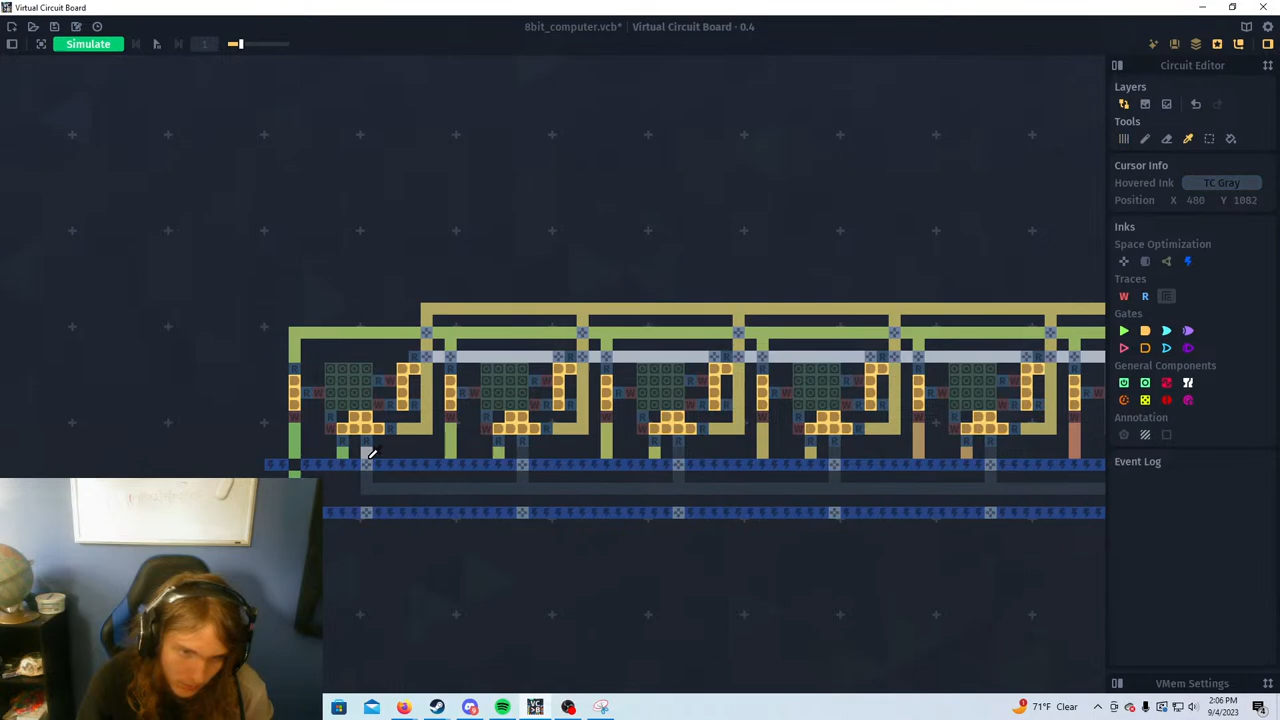 Virtual Circuit Board
8bit_computer.vcb* | Virtual Circuit Board - 0.4
Simulate
1
Circuit Editor
Layers
Tools
Cursor Info
Hovered Ink TC Gray
Position X 480 Y 1082
Inks
Space Optimization
Traces
W R
Gates
General Components
Annotation
Event Log
VMem Settings
71°F Clear
2:06 PM
9/4/2023